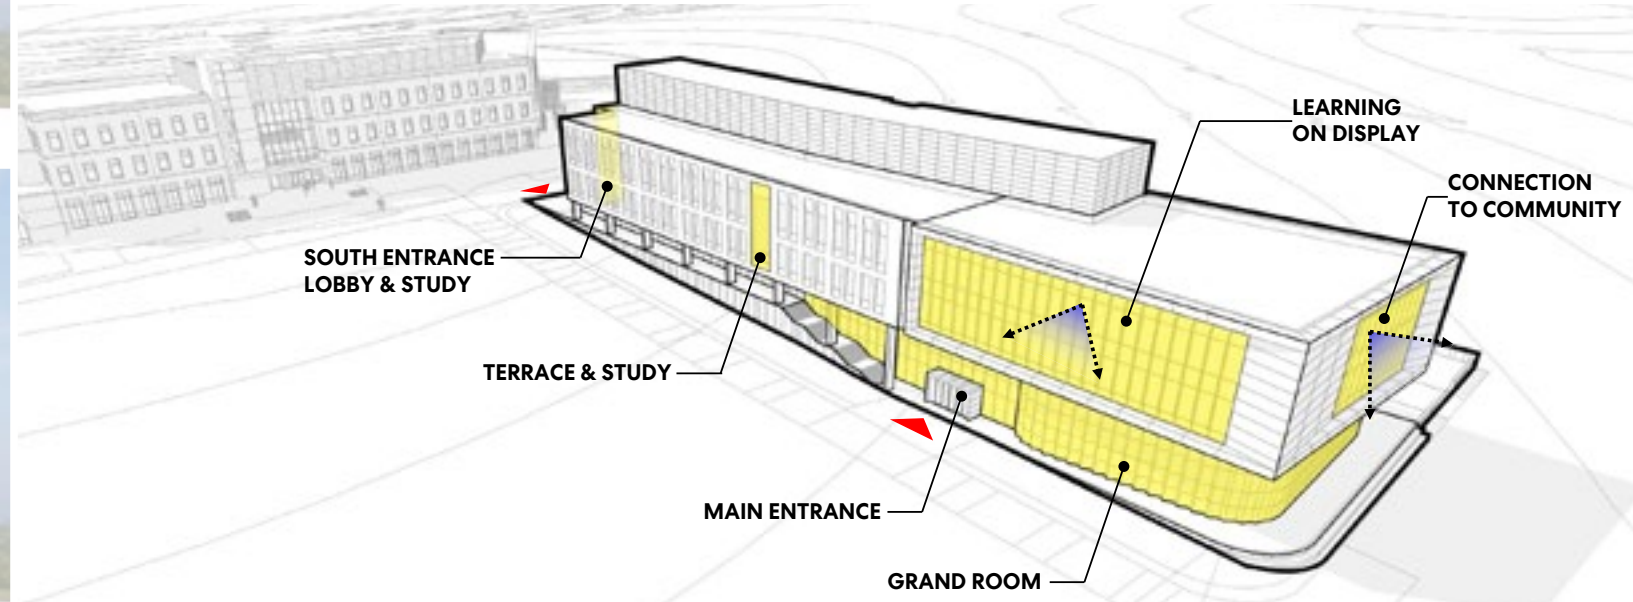 LEARNING
ON DISPLAY
CONNECTION
TO COMMUNITY
SOUTH ENTRANCE
LOBBY & STUDY
TERRACE & STUDY
MAIN ENTRANCE
GRAND ROOM